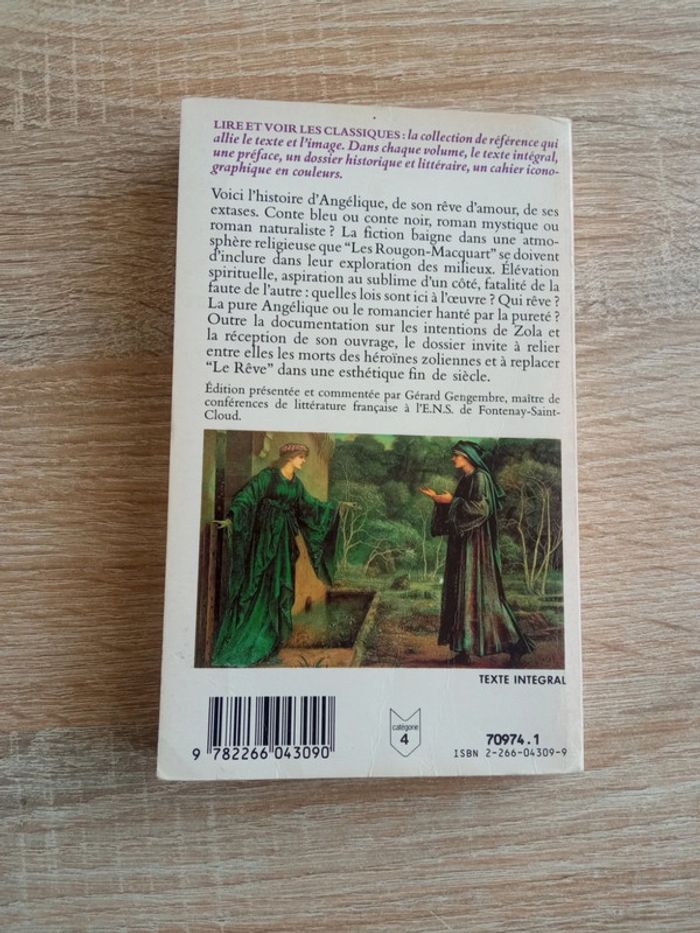 LIRE ET VOIR LES CLASSIQUES : la collection de référence qui
allie le texte et l'image. Dans chaque volume, le texte intégral,
une préface, un dossier historique et littéraire, un cahier icono-
graphique en couleurs.
Voici l'histoire d'Angélique, de son rêve d'amour, de ses
extases. Conte bleu ou conte noir, roman mystique ou
roman naturaliste ? La fiction baigne dans une atmo-
sphère religieuse que "Les Rougon-Macquart" se doivent
d'inclure dans leur exploration des milieux. Élévation
spirituelle, aspiration au sublime d'un côté, fatalité de la
faute de l'autre : quelles lois sont ici à l'œuvre ? Qui rêve ?
La pure Angélique ou le romancier hanté par la pureté ?
Outre la documentation sur les intentions de Zola et
la réception de son ouvrage, le dossier invite à relier
entre elles les morts des héroïnes zoliennes et à replacer
"Le Rêve" dans une esthétique fin de siècle.
Édition présentée et commentée par Gérard Gengembre, maître de
conférences de littérature française à l'E.N.S. de Fontenay-Saint-
Cloud.
TEXTE INTEGRAL
catégorie
4
70974.1
ISBN 2-266-04309-9
9 782266 043090